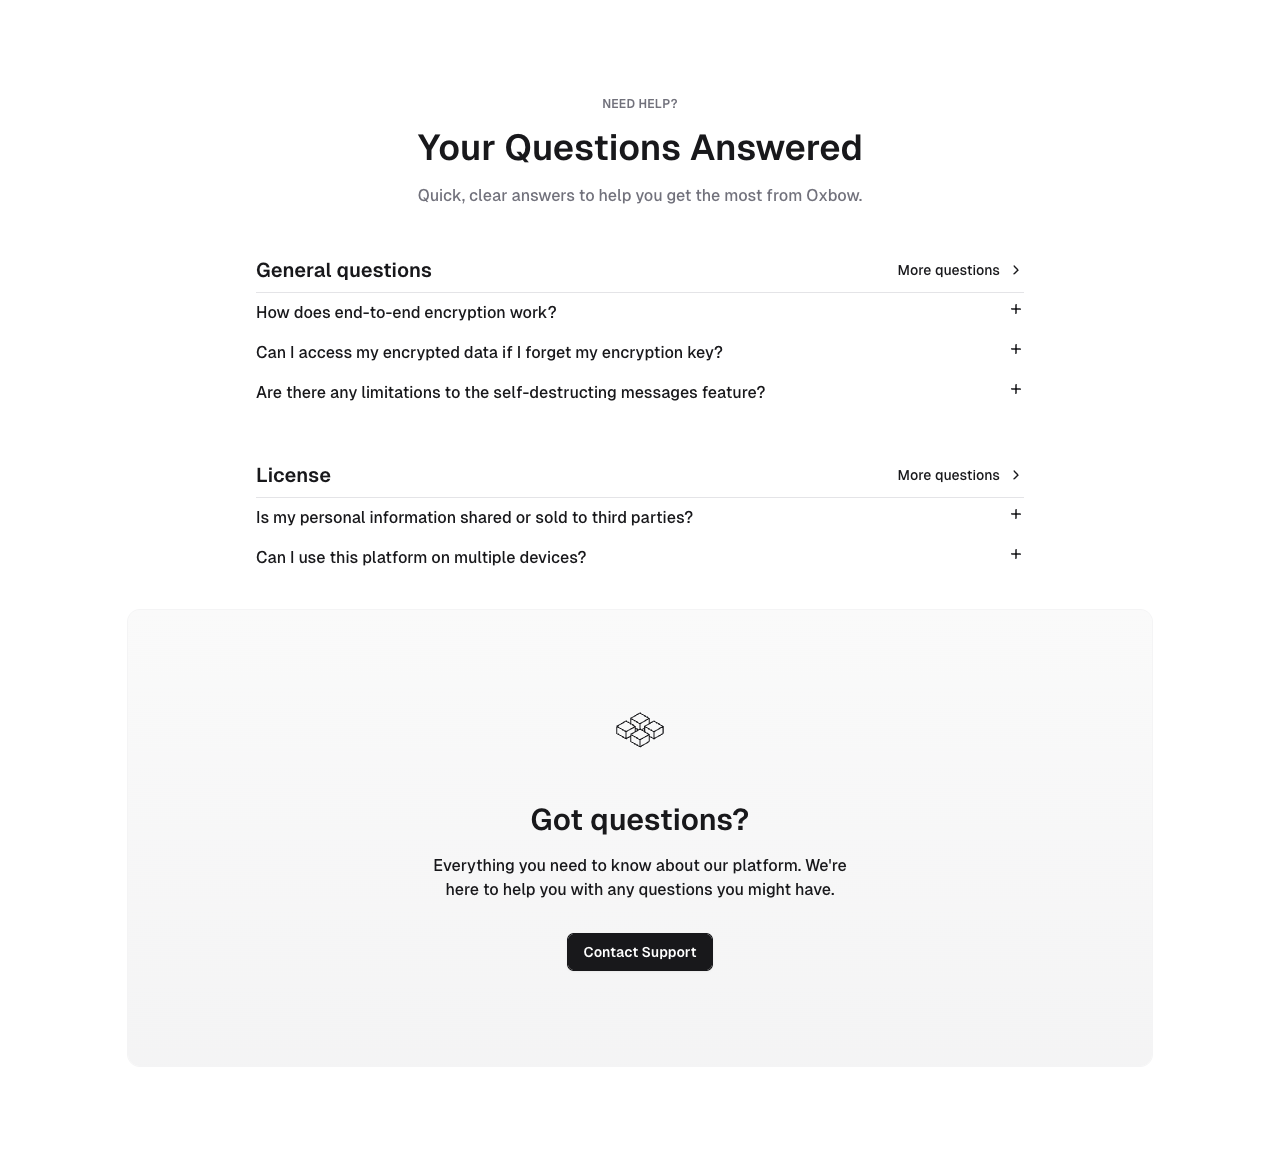 NEED HELP?
Your Questions Answered
Quick, clear answers to help you get the most from Oxbow.
General questions
More questions
How does end-to-end encryption work?
Can I access my encrypted data if I forget my encryption key?
Are there any limitations to the self-destructing messages feature?
License
More questions
Is my personal information shared or sold to third parties?
Can I use this platform on multiple devices?
Got questions?
Everything you need to know about our platform. We're
here to help you with any questions you might have.
Contact Support